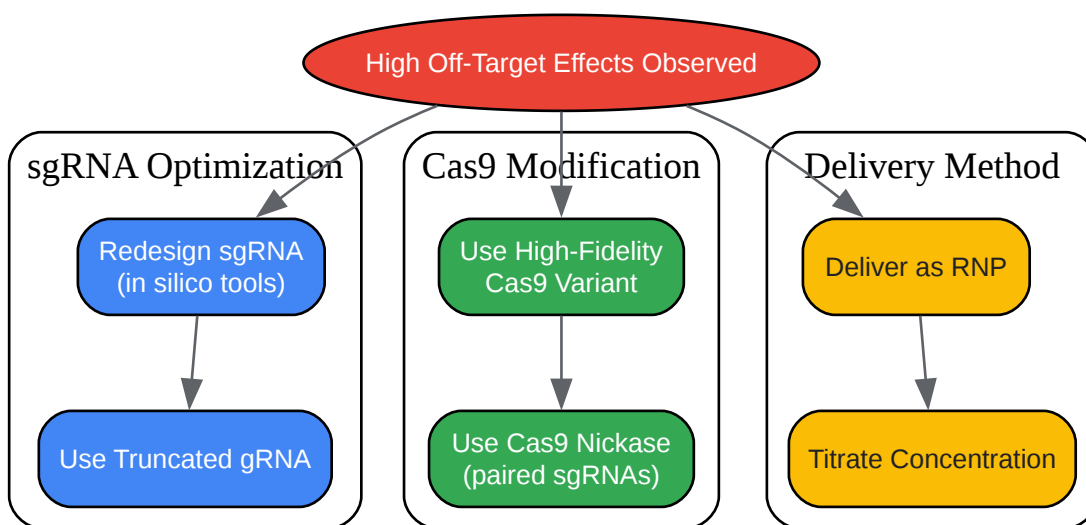 High Off-Target Effects Observed
sgRNA Optimization
Cas9 Modification
Delivery Method
Redesign sgRNA
(in silico tools)
Use High-Fidelity
Cas9 Variant
Deliver as RNP
Use Truncated gRNA
Use Cas9 Nickase
(paired sgRNAs)
Titrate Concentration